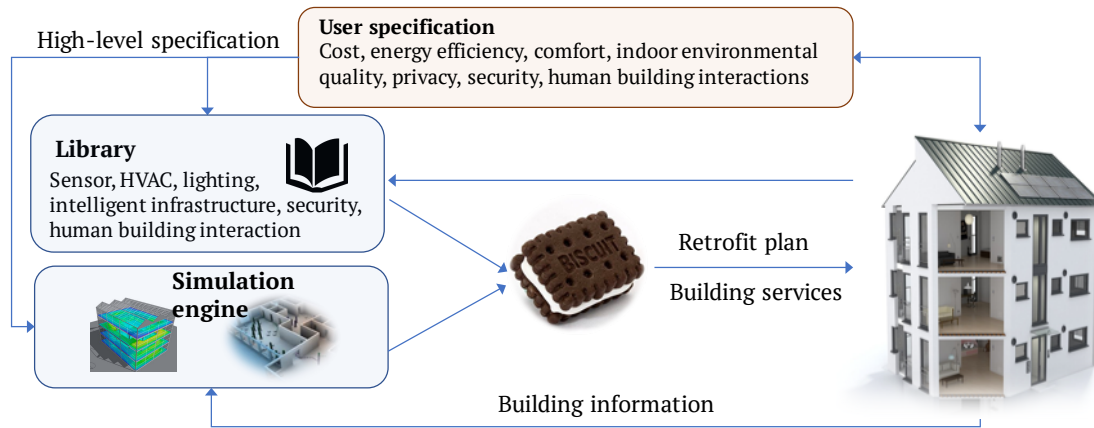 High-level specification
User specification
Cost, energy efficiency, comfort, indoor environmental
quality, privacy, security, human building interactions
Library
Sensor, HVAC, lighting,
intelligent infrastructure, security,
human building interaction
Simulation
engine
BISCUIT
Retrofit plan
Building services
Building information